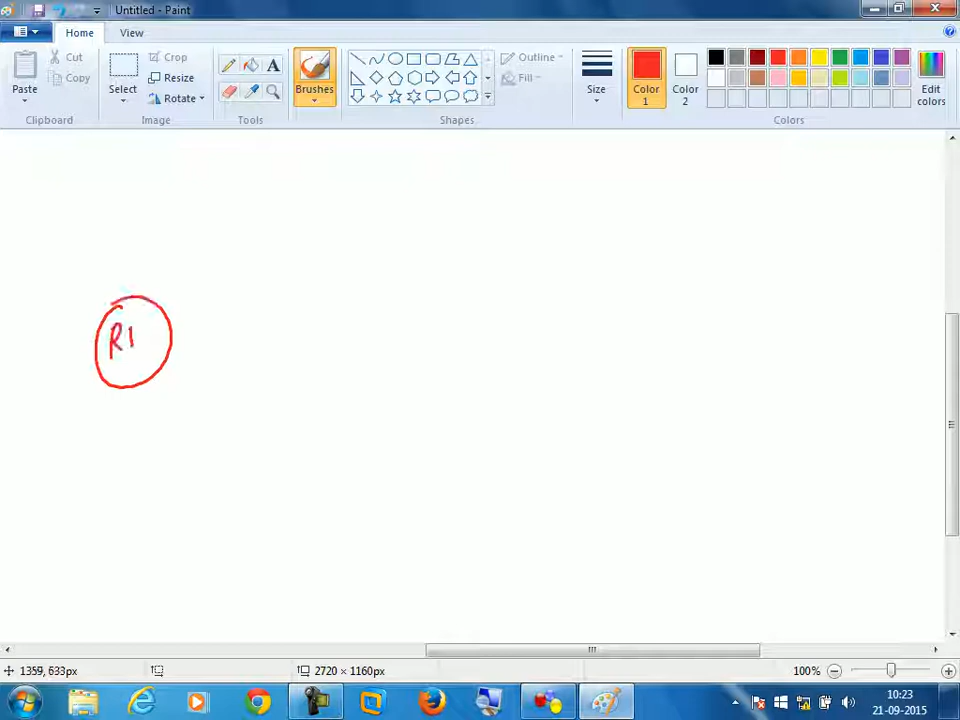 Untitled - Paint
Home
View
Paste
Cut
Copy
Clipboard
Select
Crop
Resize
Rotate
Image
A
Tools
Brushes
Outline
Fill
Shapes
Size
Color 1
Color 2
Edit colors
Colors
R1
1359, 633px
2720 × 1160px
100%
10:23
21-09-2015